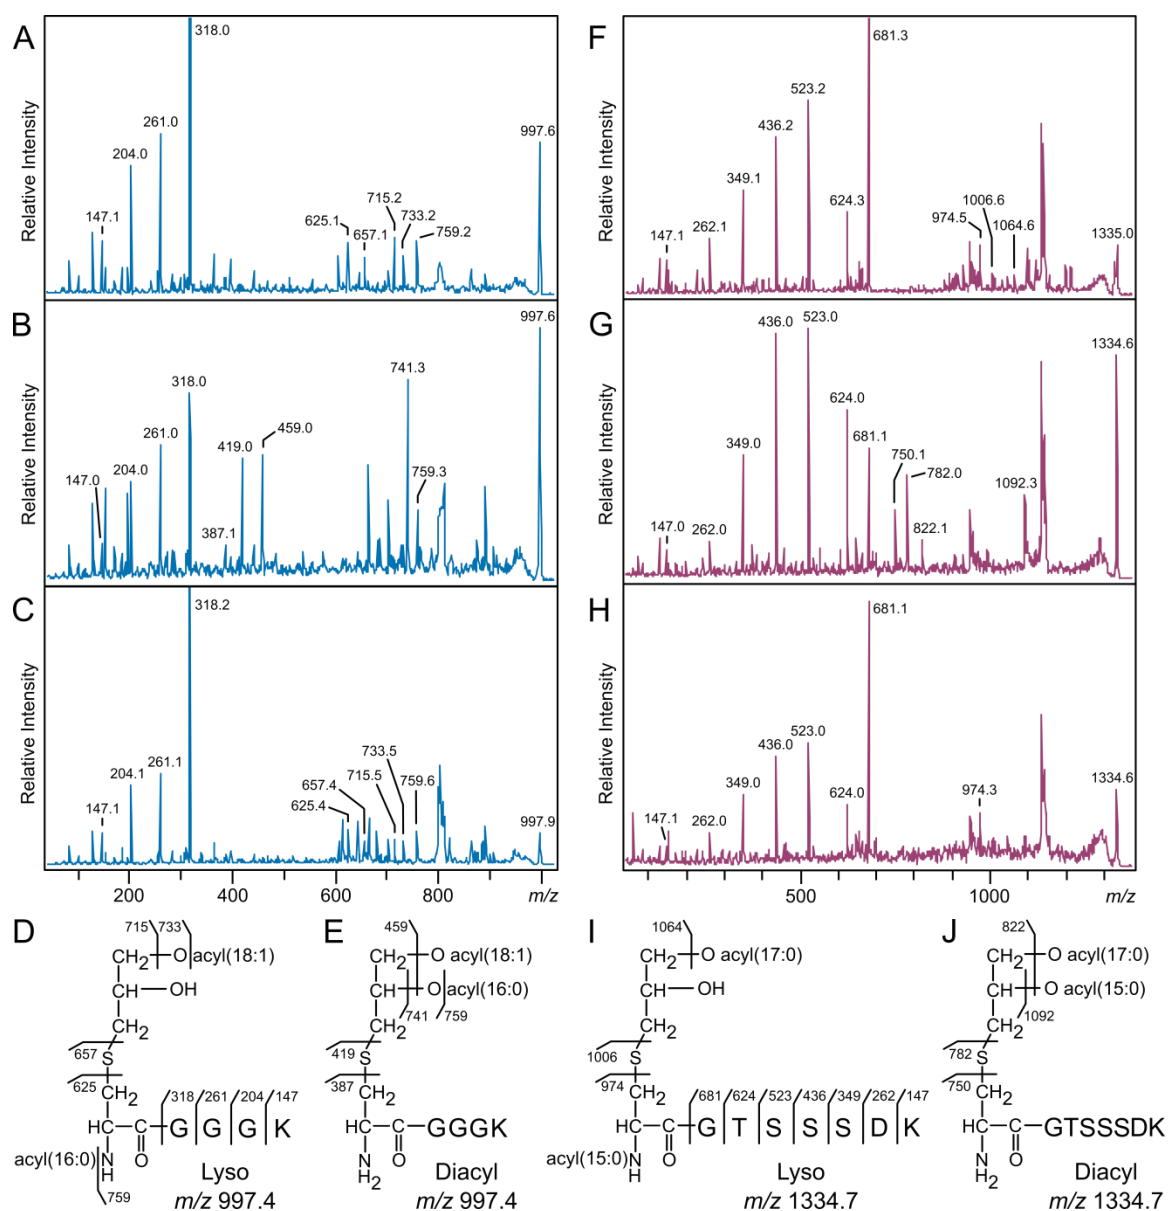 A
Relative Intensity
147.1
204.0
261.0
318.0
625.1
657.1
715.2
733.2
759.2
997.6
B
Relative Intensity
147.0
204.0
261.0
318.0
387.1
419.0
459.0
741.3
759.3
997.6
C
Relative Intensity
147.1
204.1
261.1
318.2
625.4
657.4
715.5
733.5
759.6
997.9
200
400
600
800
m/z
F
Relative Intensity
147.1
262.1
349.1
436.2
523.2
624.3
681.3
974.5
1006.6
1064.6
1335.0
G
Relative Intensity
147.0
262.0
349.0
436.0
523.0
624.0
681.1
750.1
782.0
822.1
1092.3
1334.6
H
Relative Intensity
147.1
262.0
349.0
436.0
523.0
624.0
681.1
974.3
1334.6
500
1000
m/z
D
715 733
CH2 O acyl(18:1)
CH OH
CH2
657
S
625
CH2
318 261 204 147
H C C G G G K
acyl(16:0) N O
H
759
Lyso
m/z 997.4
E
459
CH2 O acyl(18:1)
CH O acyl(16:0)
741 759
CH2
419
S
387
CH2
H C C GGGK
NH2 O
Diacyl
m/z 997.4
I
1064
CH2 O acyl(17:0)
CH OH
CH2
1006
S
974
CH2
681 624 523 436 349 262 147
H C C G T S S S D K
acyl(15:0) N O
H
Lyso
m/z 1334.7
J
822
CH2 O acyl(17:0)
CH O acyl(15:0)
1092
CH2
782
S
750
CH2
H C C GTSSSDK
NH2 O
Diacyl
m/z 1334.7